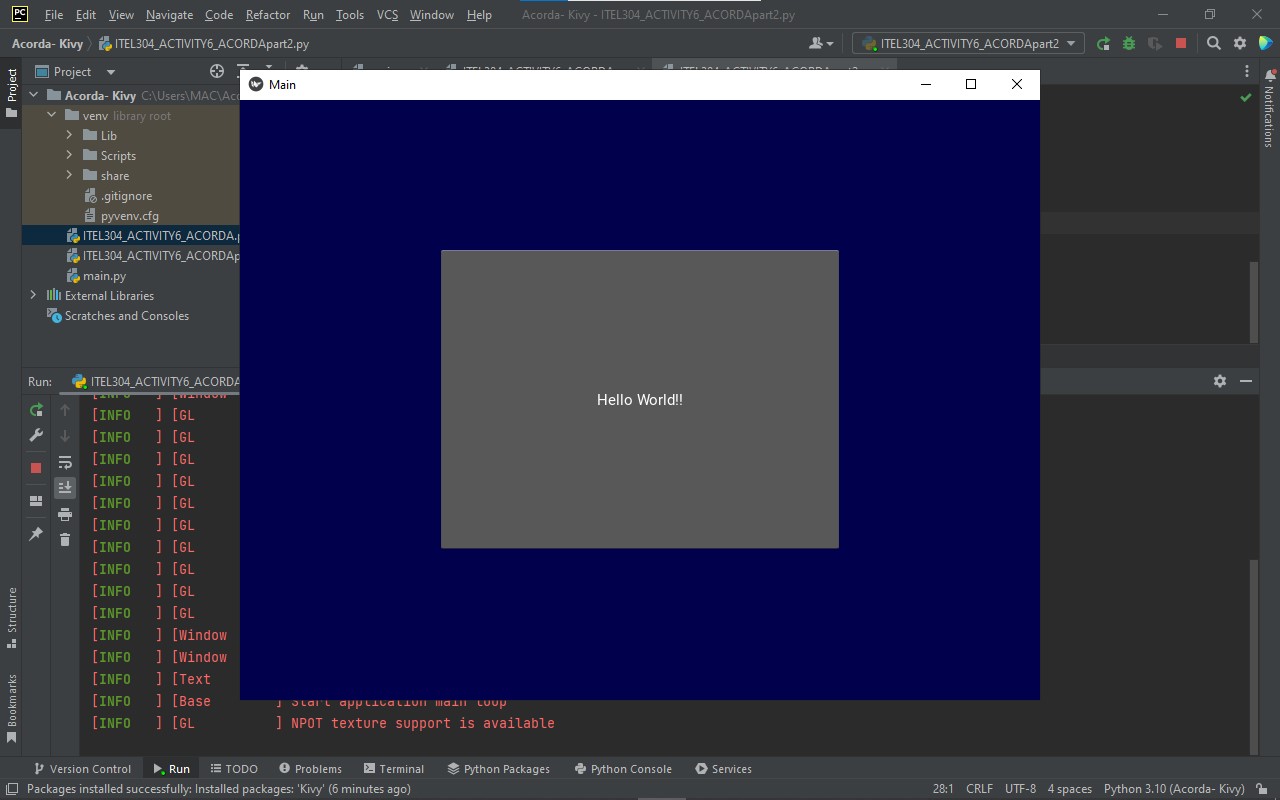 PC File Edit View Navigate Code Refactor Run Tools VCS Window Help Acorda- Kivy - ITEL304_ACTIVITY6_ACORDApart2.py
Acorda- Kivy ITEL304_ACTIVITY6_ACORDApart2.py ITEL304_ACTIVITY6_ACORDApart2
Project
Project
Main
Notifications
Acorda- Kivy C:\Users\MAC\Aco
venv library root
Lib
Scripts
share
.gitignore
pyvenv.cfg
ITEL304_ACTIVITY6_ACORDA.p
ITEL304_ACTIVITY6_ACORDAp
main.py
External Libraries
Scratches and Consoles
Hello World!!
Run: ITEL304_ACTIVITY6_ACORDA
[INFO ] [Window
[INFO ] [GL
[INFO ] [GL
[INFO ] [GL
[INFO ] [GL
[INFO ] [GL
[INFO ] [GL
[INFO ] [GL
[INFO ] [GL
[INFO ] [GL
[INFO ] [GL
[INFO ] [Window
[INFO ] [Window
[INFO ] [Text
[INFO ] [Base ] Start application main loop
[INFO ] [GL ] NPOT texture support is available
Structure
Bookmarks
Version Control Run TODO Problems Terminal Python Packages Python Console Services
Packages installed successfully: Installed packages: 'Kivy' (6 minutes ago) 28:1 CRLF UTF-8 4 spaces Python 3.10 (Acorda- Kivy)